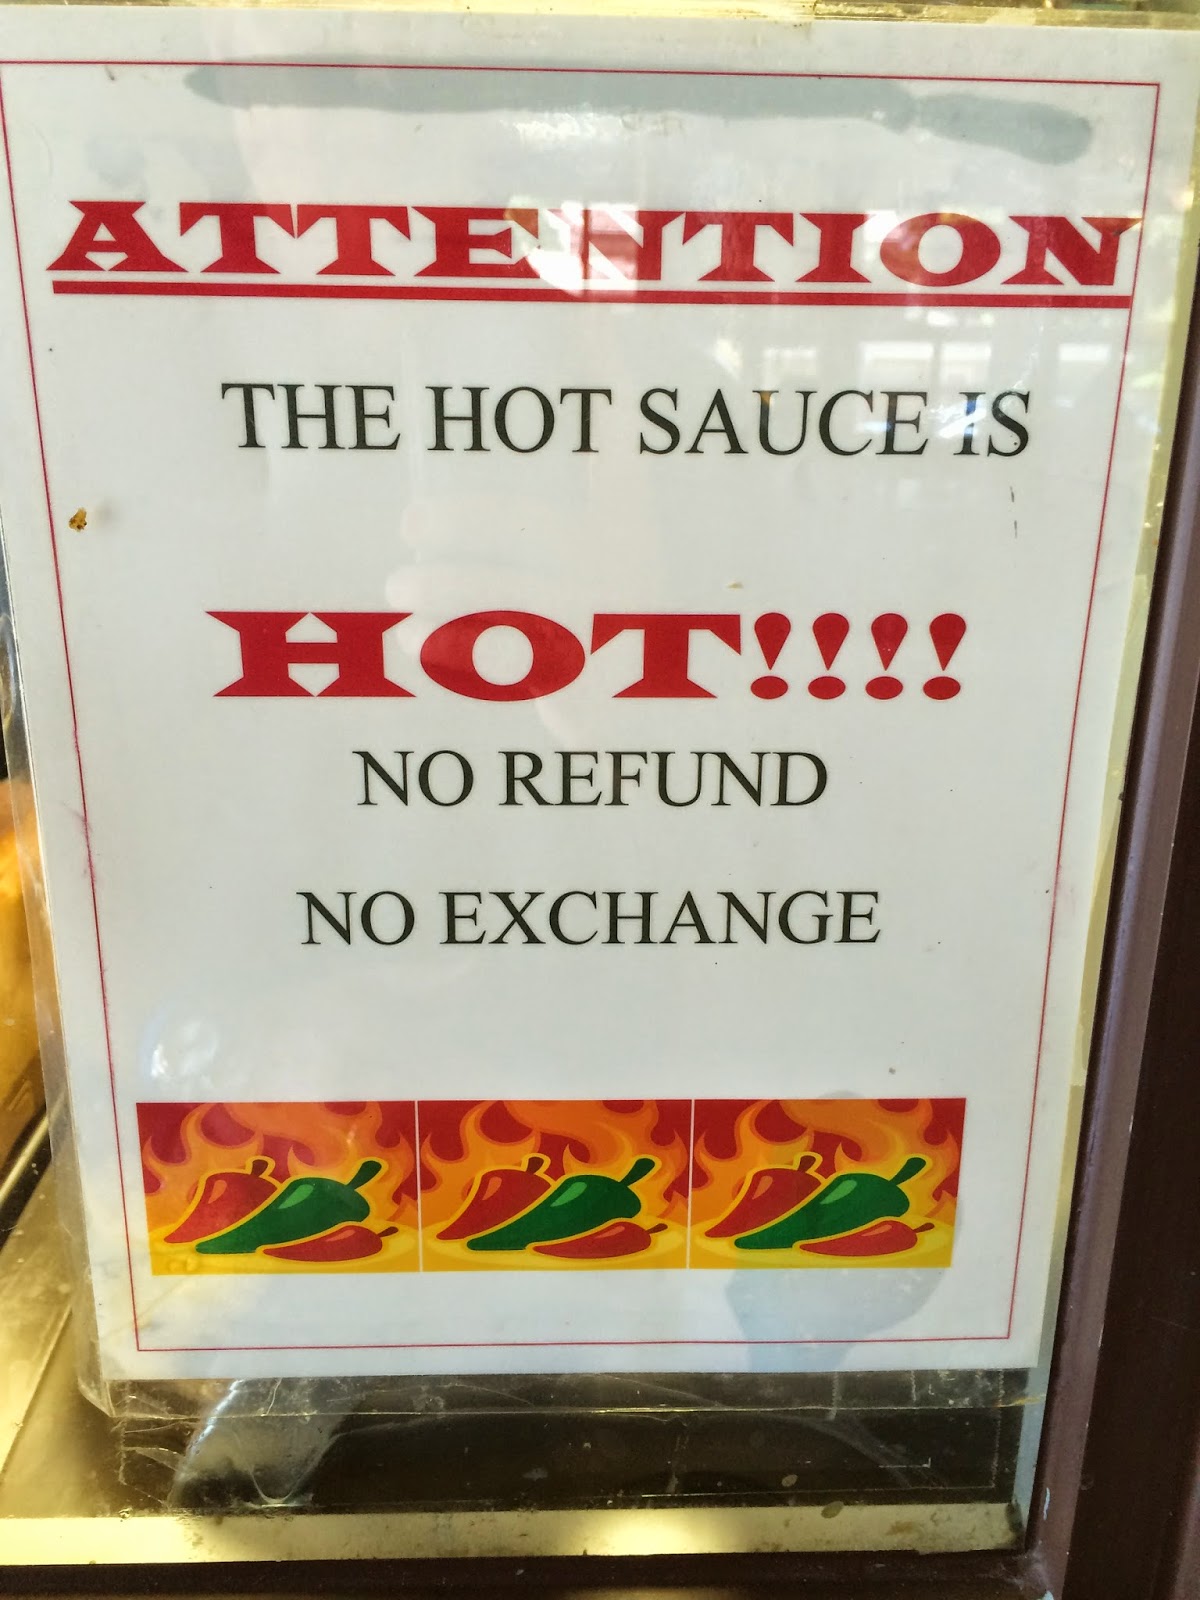 ATTENTION
THE HOT SAUCE IS
HOT!!!!
NO REFUND
NO EXCHANGE